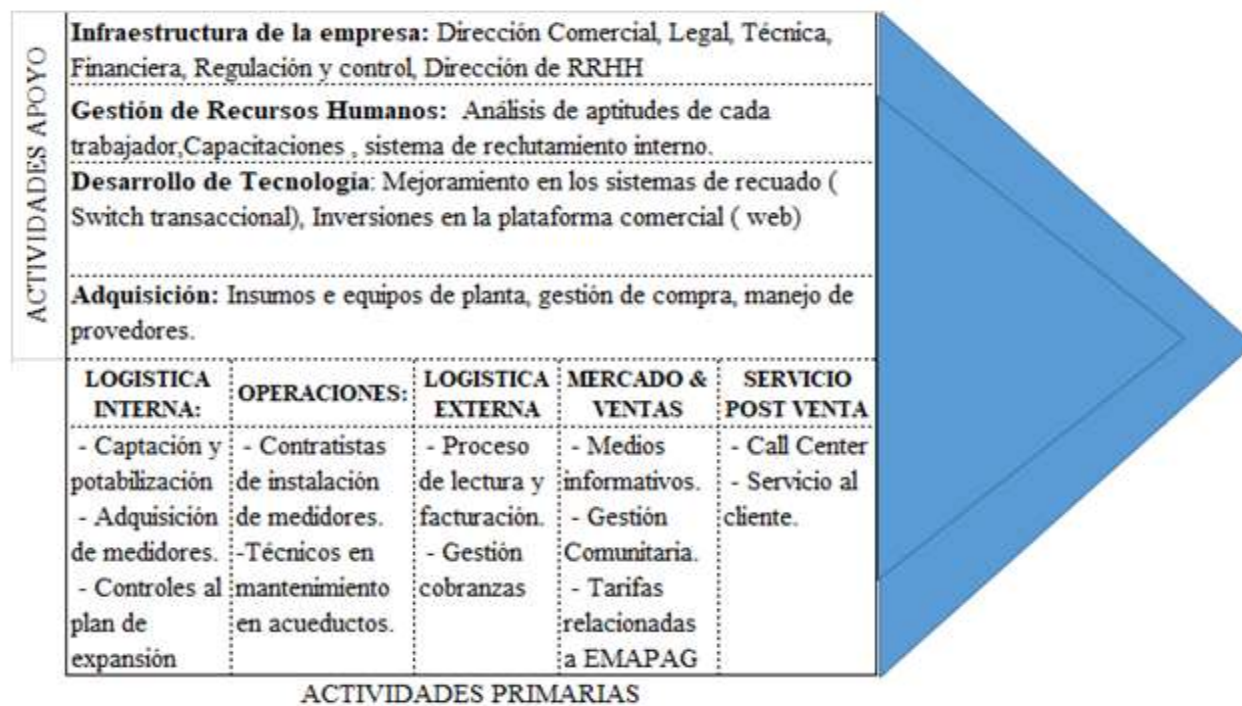 ACTIVIDADES APOYO
Infraestructura de la empresa: Dirección Comercial, Legal, Técnica,
Financiera, Regulación y control, Dirección de RRHH
Gestión de Recursos Humanos: Análisis de aptitudes de cada
trabajador,Capacitaciones , sistema de reclutamiento interno.
Desarrollo de Tecnología: Mejoramiento en los sistemas de recuado (
Switch transaccional), Inversiones en la plataforma comercial ( web)
Adquisición: Insumos e equipos de planta, gestión de compra, manejo de
provedores.
LOGISTICA
INTERNA:
- Captación y
potabilización
- Adquisición
de medidores.
- Controles al
plan de
expansión
OPERACIONES:
- Contratistas
de instalación
de medidores.
-Técnicos en
mantenimiento
en acueductos.
LOGISTICA
EXTERNA
- Proceso
de lectura y
facturación.
- Gestión
cobranzas
MERCADO &
VENTAS
- Medios
informativos.
- Gestión
Comunitaria.
- Tarifas
relacionadas
a EMAPAG
SERVICIO
POST VENTA
- Call Center
- Servicio al
cliente.
ACTIVIDADES PRIMARIAS